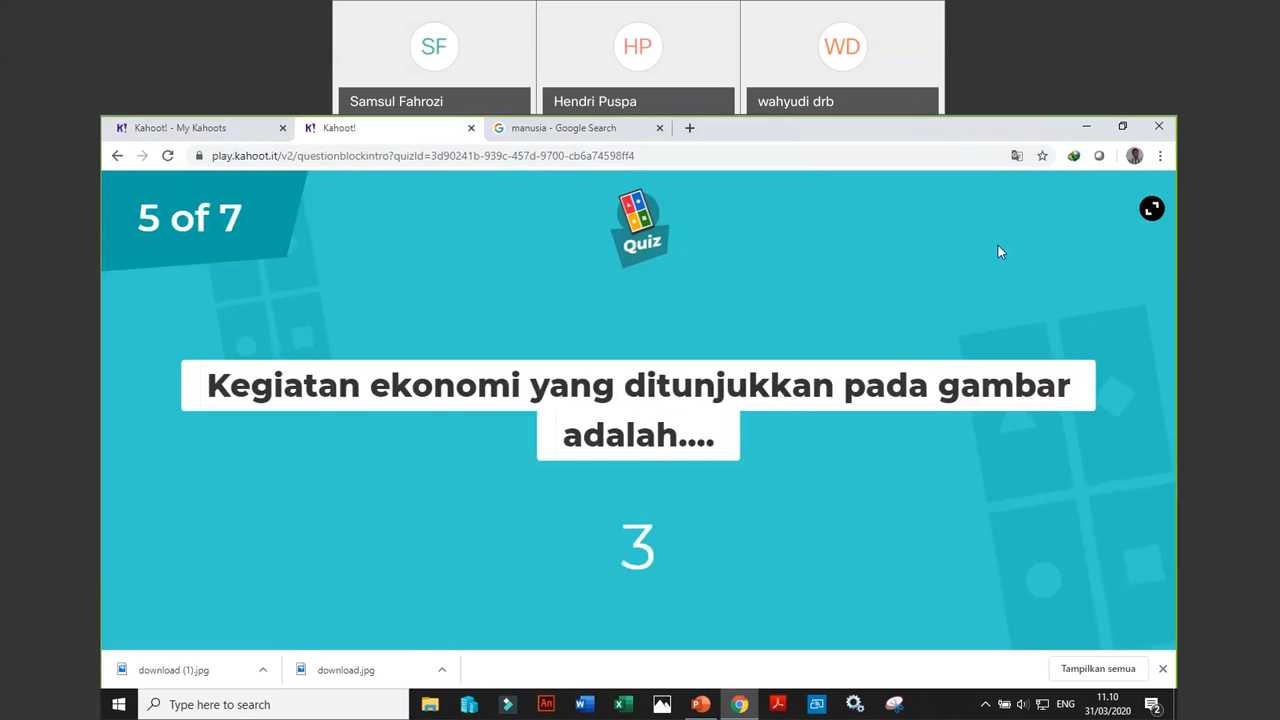 SF
HP
WD
Samsul Fahrozi
Hendri Puspa
wahyudi drb
K! Kahoot! - My Kahoots
K! Kahoot!
manusia - Google Search
play.kahoot.it/v2/questionblockintro?quizId=3d90241b-939c-457d-9700-cb6a74598ff4
5 of 7
Quiz
Kegiatan ekonomi yang ditunjukkan pada gambar
adalah....
3
download (1).jpg
download.jpg
Tampilkan semua
Type here to search
An
ENG
11.10
31/03/2020
2